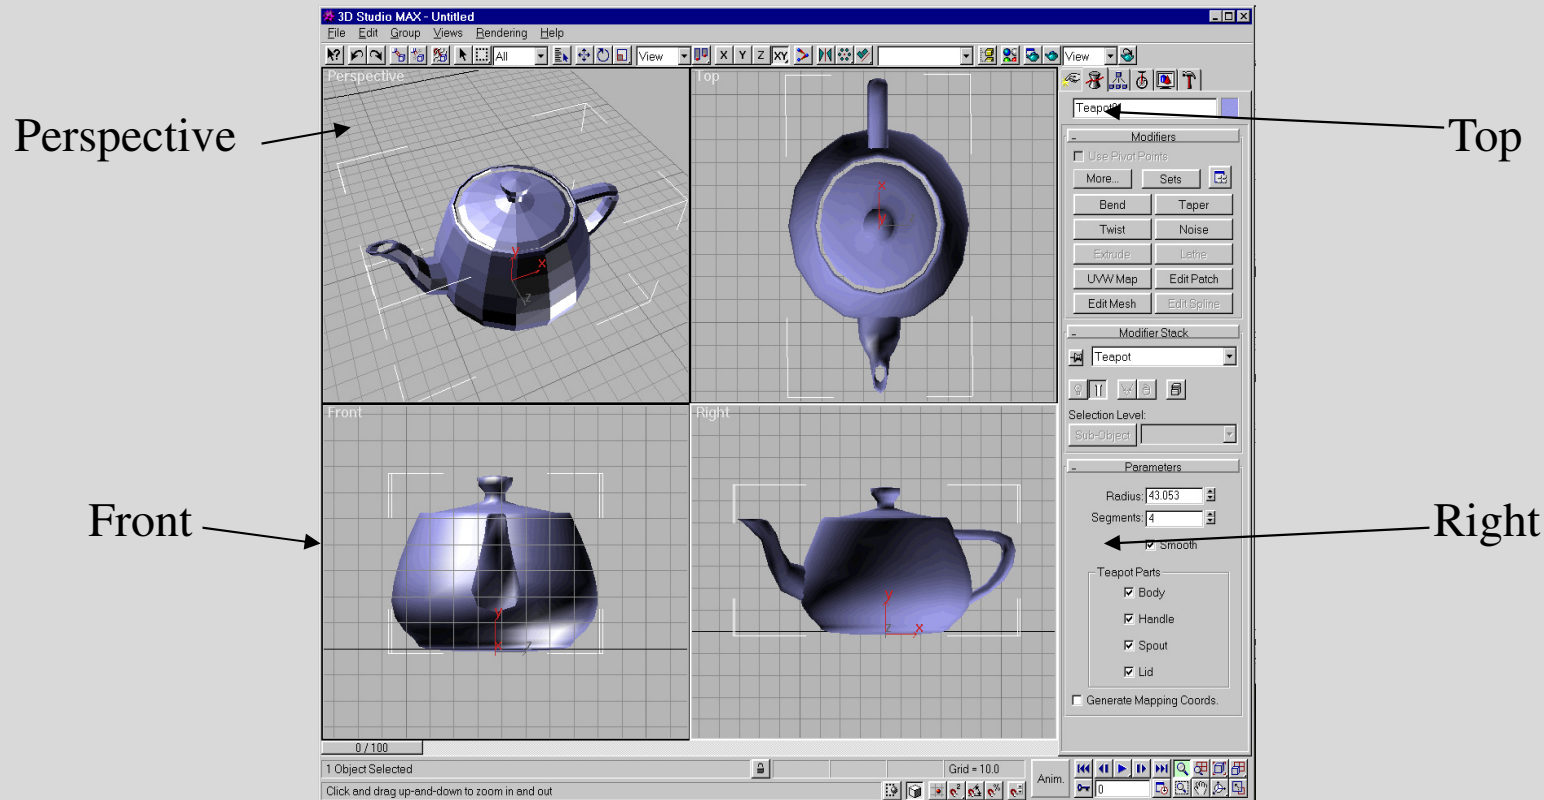 3D Studio MAX - Untitled
File Edit Group Views Rendering Help
All View X Y Z XY View
Perspective
Top
Perspective
Top
Front
Right
Front
Right
x
y
z
x
y
y
x
z
y
z
x
Teapot01
Modifiers
Use Pivot Points
More... Sets
Bend Taper
Twist Noise
Extrude Lathe
UVW Map Edit Patch
Edit Mesh Edit Spline
Modifier Stack
Teapot
Selection Level:
Sub-Object
Parameters
Radius: 43.053
Segments: 4
Smooth
Teapot Parts
Body
Handle
Spout
Lid
Generate Mapping Coords.
0 / 100
1 Object Selected
Grid = 10.0
Anim.
0
Click and drag up-and-down to zoom in and out